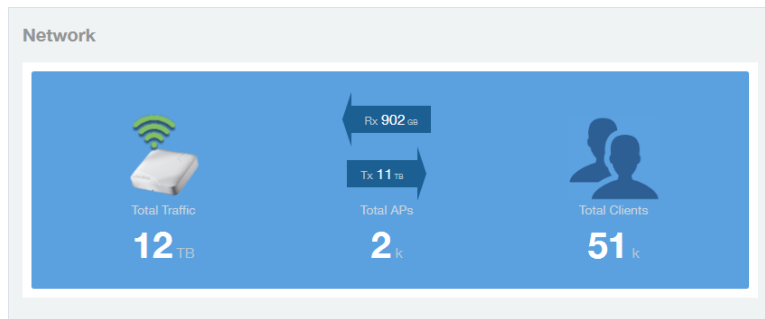 Network
Rx 902 GB
Tx 11 TB
Total Traffic
Total APs
Total Clients
12 TB
2 k
51 k